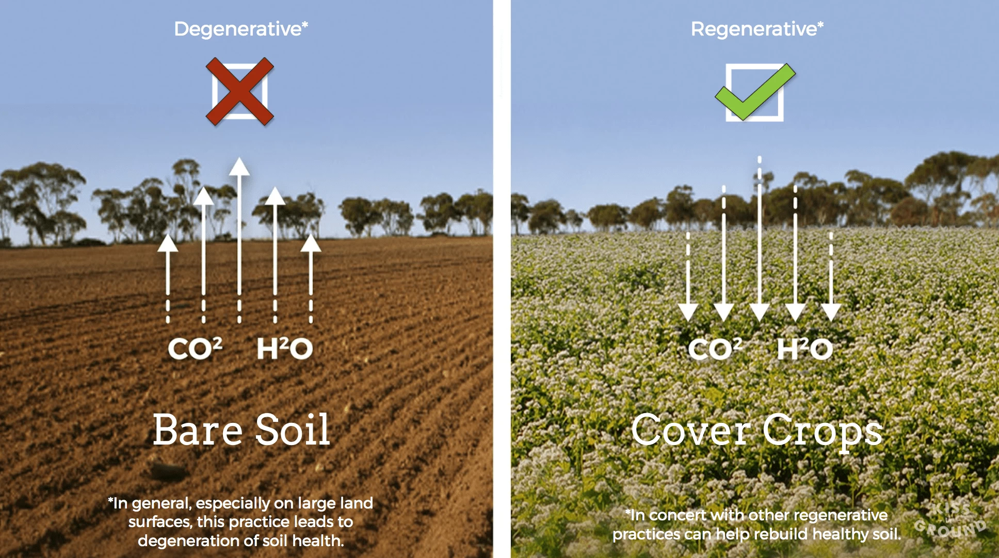 Degenerative*
CO² H²O
Bare Soil
*In general, especially on large land
surfaces, this practice leads to
degeneration of soil health.
Regenerative*
CO² H²O
Cover Crops
*In concert with other regenerative
practices can help rebuild healthy soil.
KISS
GROUND